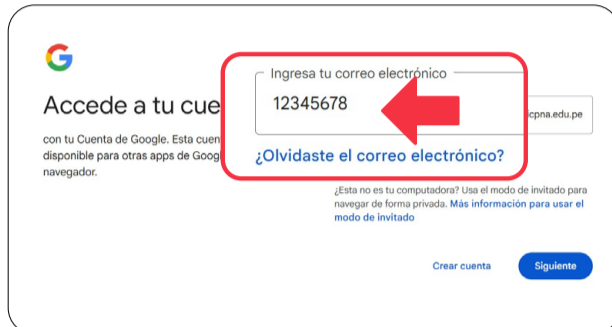 Ingresa tu correo electrónico
12345678
Accede a tu cue
cpna.edu.pe
con tu Cuenta de Google. Esta cuen
disponible para otras apps de Goog
navegador.
¿Olvidaste el correo electrónico?
¿Esta no es tu computadora? Usa el modo de invitado para
navegar de forma privada. Más información para usar el
modo de invitado
Crear cuenta
Siguiente